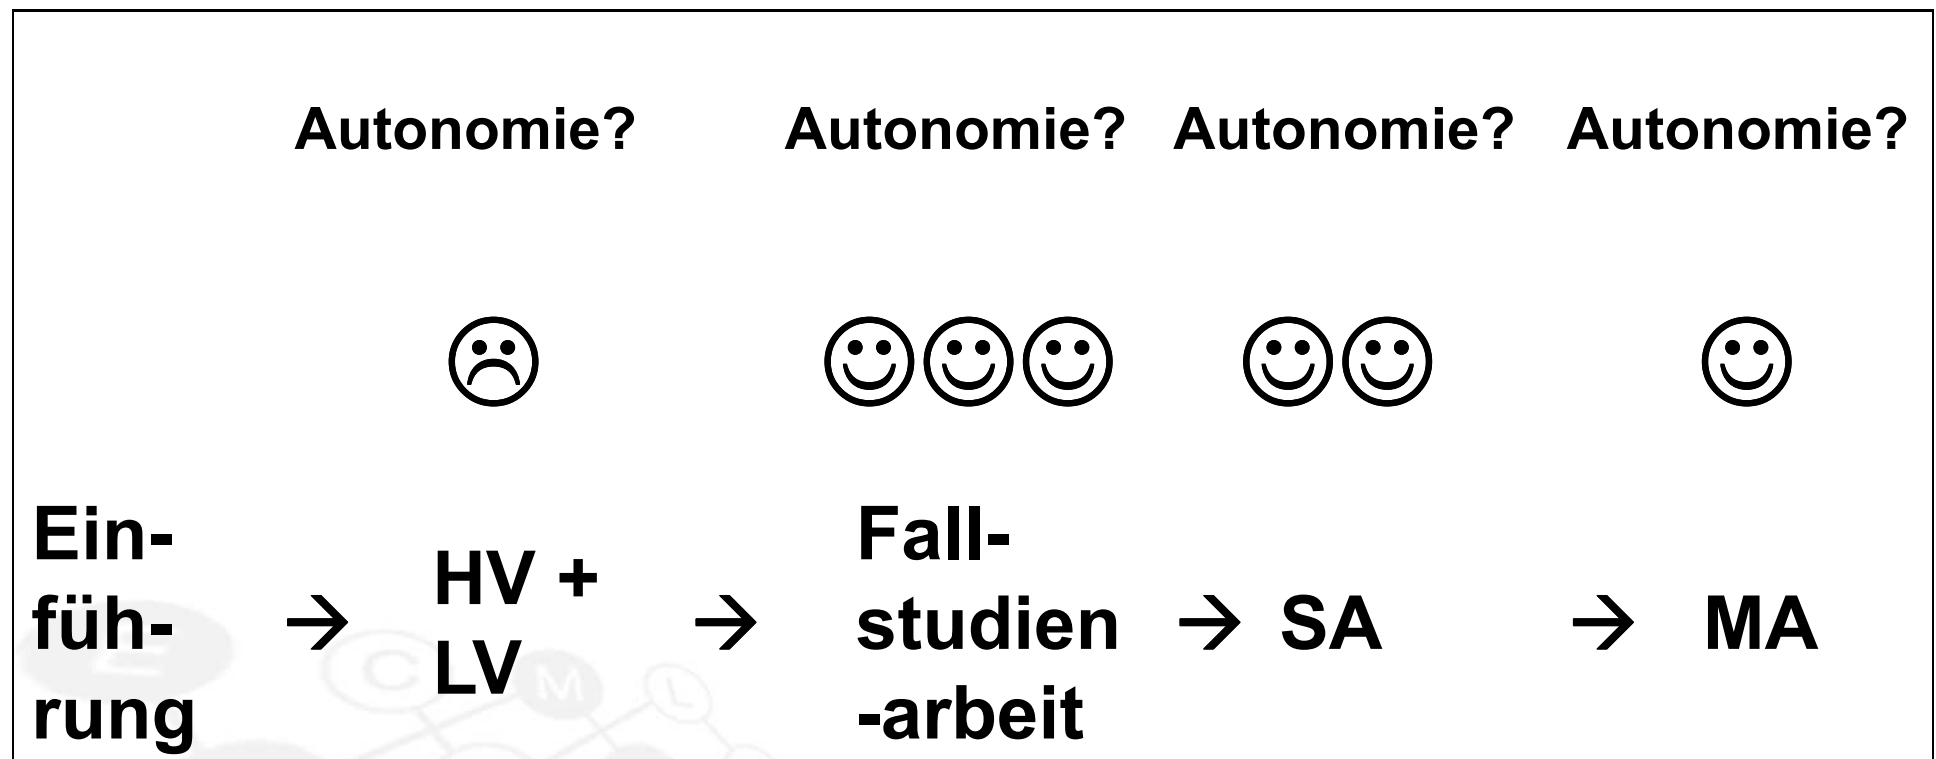 Autonomie? Autonomie? Autonomie? Autonomie?
☹ ☺☺☺ ☺☺ ☺
Ein-
füh-
rung
→
HV +
LV
→
Fall-
studien
-arbeit
→ SA
→ MA
E
C M L